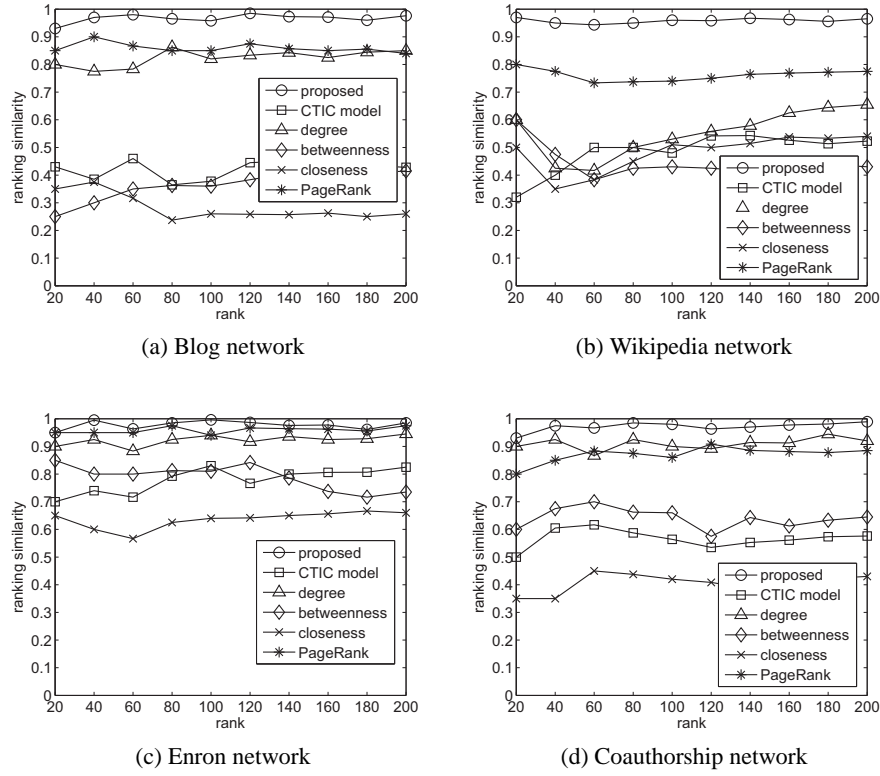 1
0.9
0.8
0.7
0.6
0.5
0.4
0.3
0.2
0.1
0
ranking similarity
20 40 60 80 100 120 140 160 180 200
rank
proposed
CTIC model
degree
betweenness
closeness
PageRank
(a) Blog network
1
0.9
0.8
0.7
0.6
0.5
0.4
0.3
0.2
0.1
0
ranking similarity
20 40 60 80 100 120 140 160 180 200
rank
proposed
CTIC model
degree
betweenness
closeness
PageRank
(b) Wikipedia network
1
0.9
0.8
0.7
0.6
0.5
0.4
0.3
0.2
0.1
0
ranking similarity
20 40 60 80 100 120 140 160 180 200
rank
proposed
CTIC model
degree
betweenness
closeness
PageRank
(c) Enron network
1
0.9
0.8
0.7
0.6
0.5
0.4
0.3
0.2
0.1
0
ranking similarity
20 40 60 80 100 120 140 160 180 200
rank
proposed
CTIC model
degree
betweenness
closeness
PageRank
(d) Coauthorship network